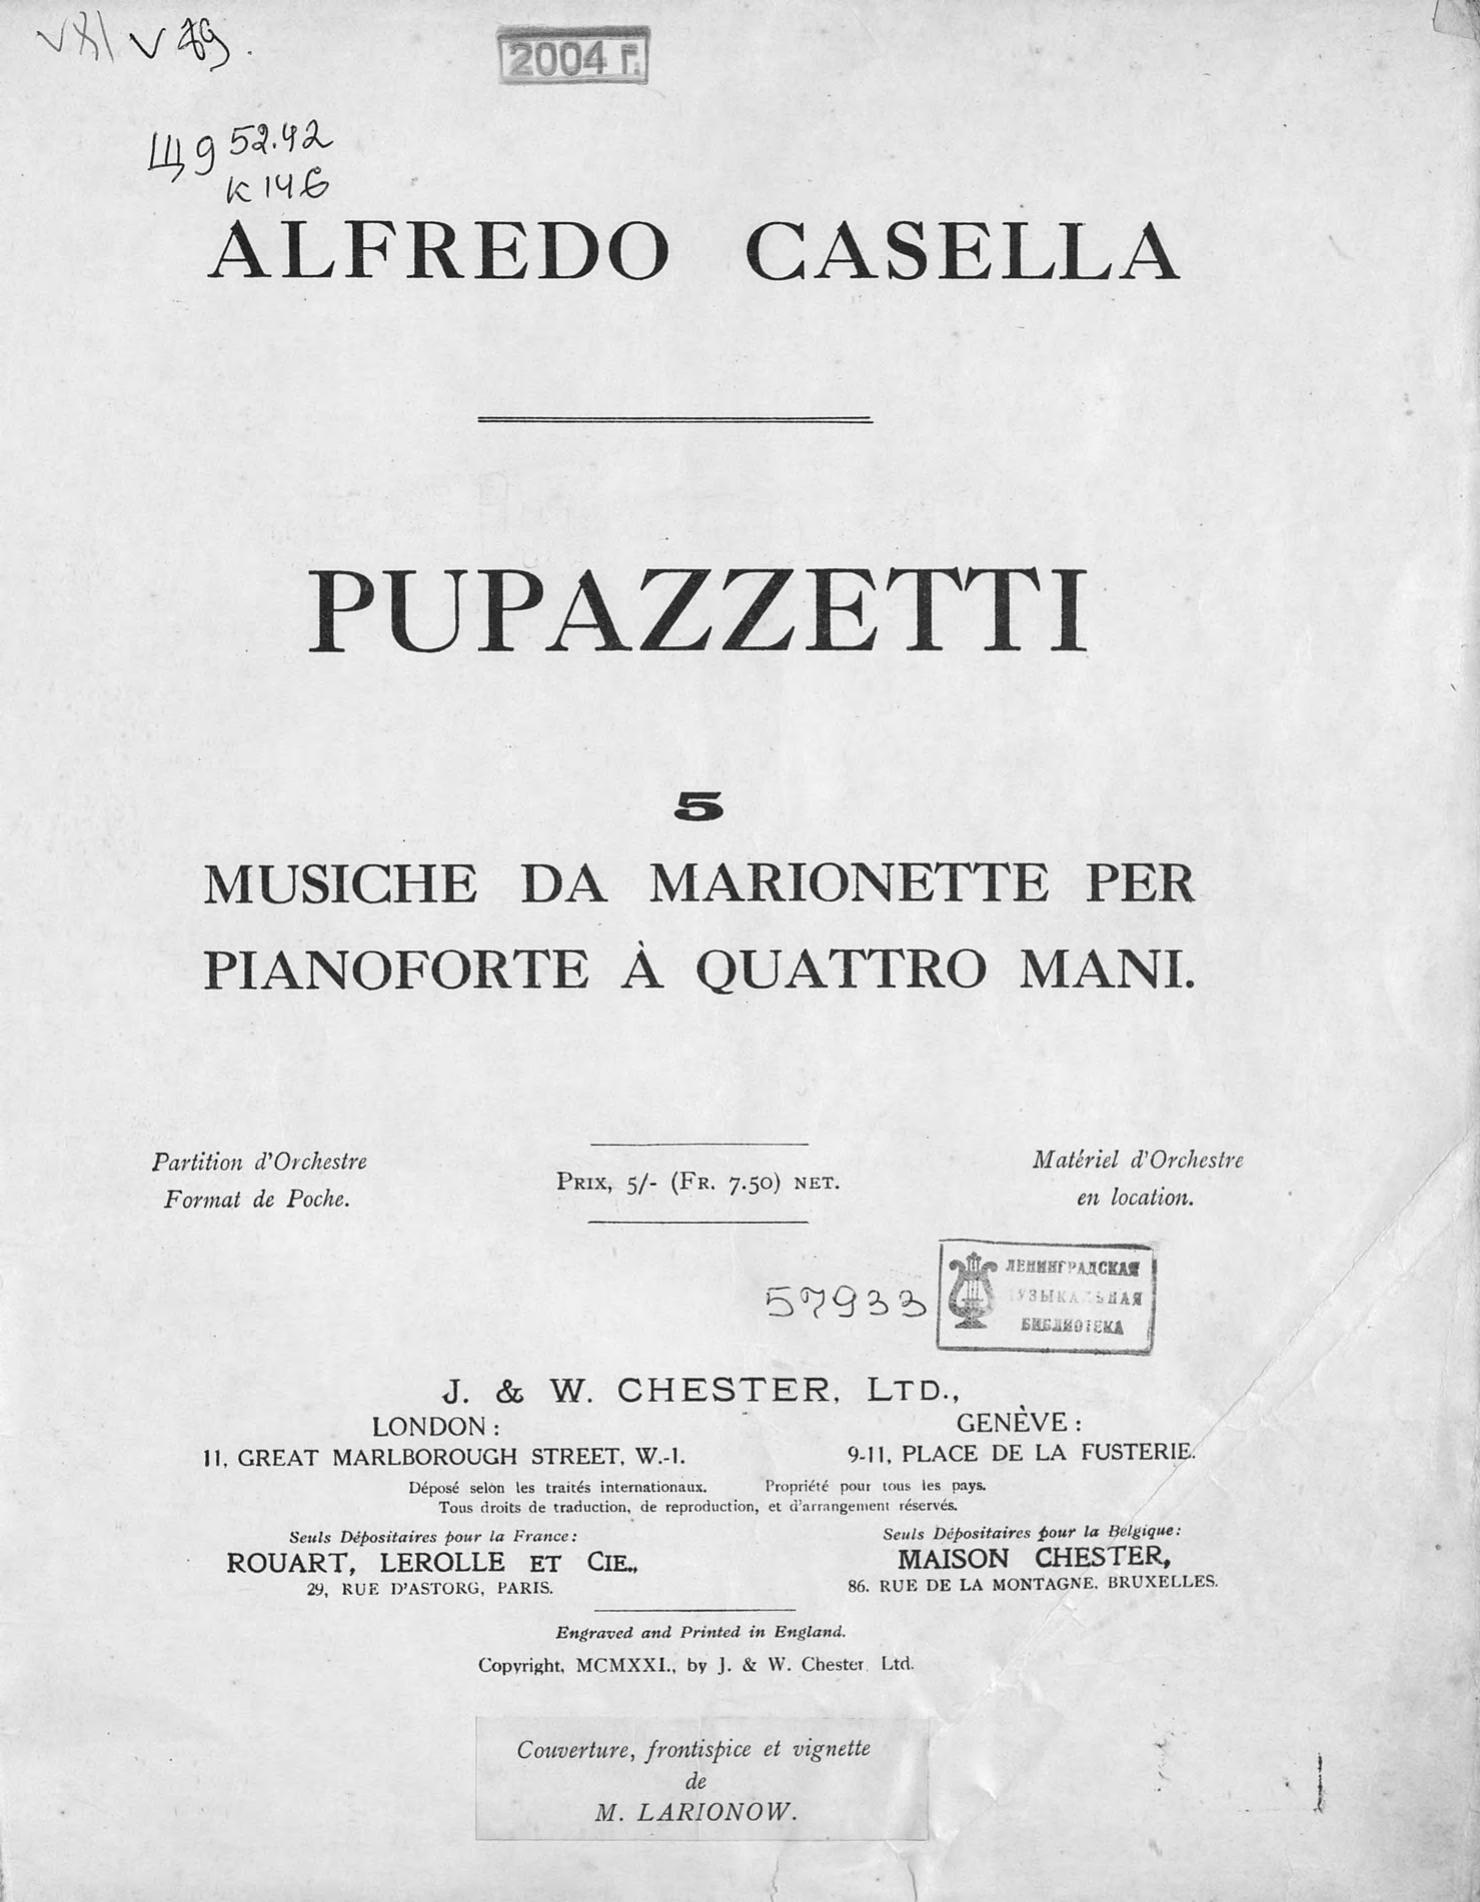 2004 г.
Щ9 52.42
К 146
ALFREDO CASELLA
PUPAZZETTI
5
MUSICHE DA MARIONETTE PER
PIANOFORTE À QUATTRO MANI.
Partition d'Orchestre
Format de Poche.
PRIX, 5/- (FR. 7.50) NET.
Matériel d'Orchestre
en location.
57933
ЛЕНИНГРАДСКАЯ
МУЗЫКАЛЬНАЯ
БИБЛИОТЕКА
J. & W. CHESTER, LTD.,
LONDON:
11, GREAT MARLBOROUGH STREET, W.-1.
GENÈVE:
9-11, PLACE DE LA FUSTERIE.
Déposé selon les traités internationaux. Propriété pour tous les pays.
Tous droits de traduction, de reproduction, et d'arrangement réservés.
Seuls Dépositaires pour la France:
ROUART, LEROLLE ET CIE.,
29, RUE D'ASTORG, PARIS.
Seuls Dépositaires pour la Belgique:
MAISON CHESTER,
86, RUE DE LA MONTAGNE, BRUXELLES.
Engraved and Printed in England.
Copyright, MCMXXI., by J. & W. Chester Ltd.
Couverture, frontispice et vignette
de
M. LARIONOW.